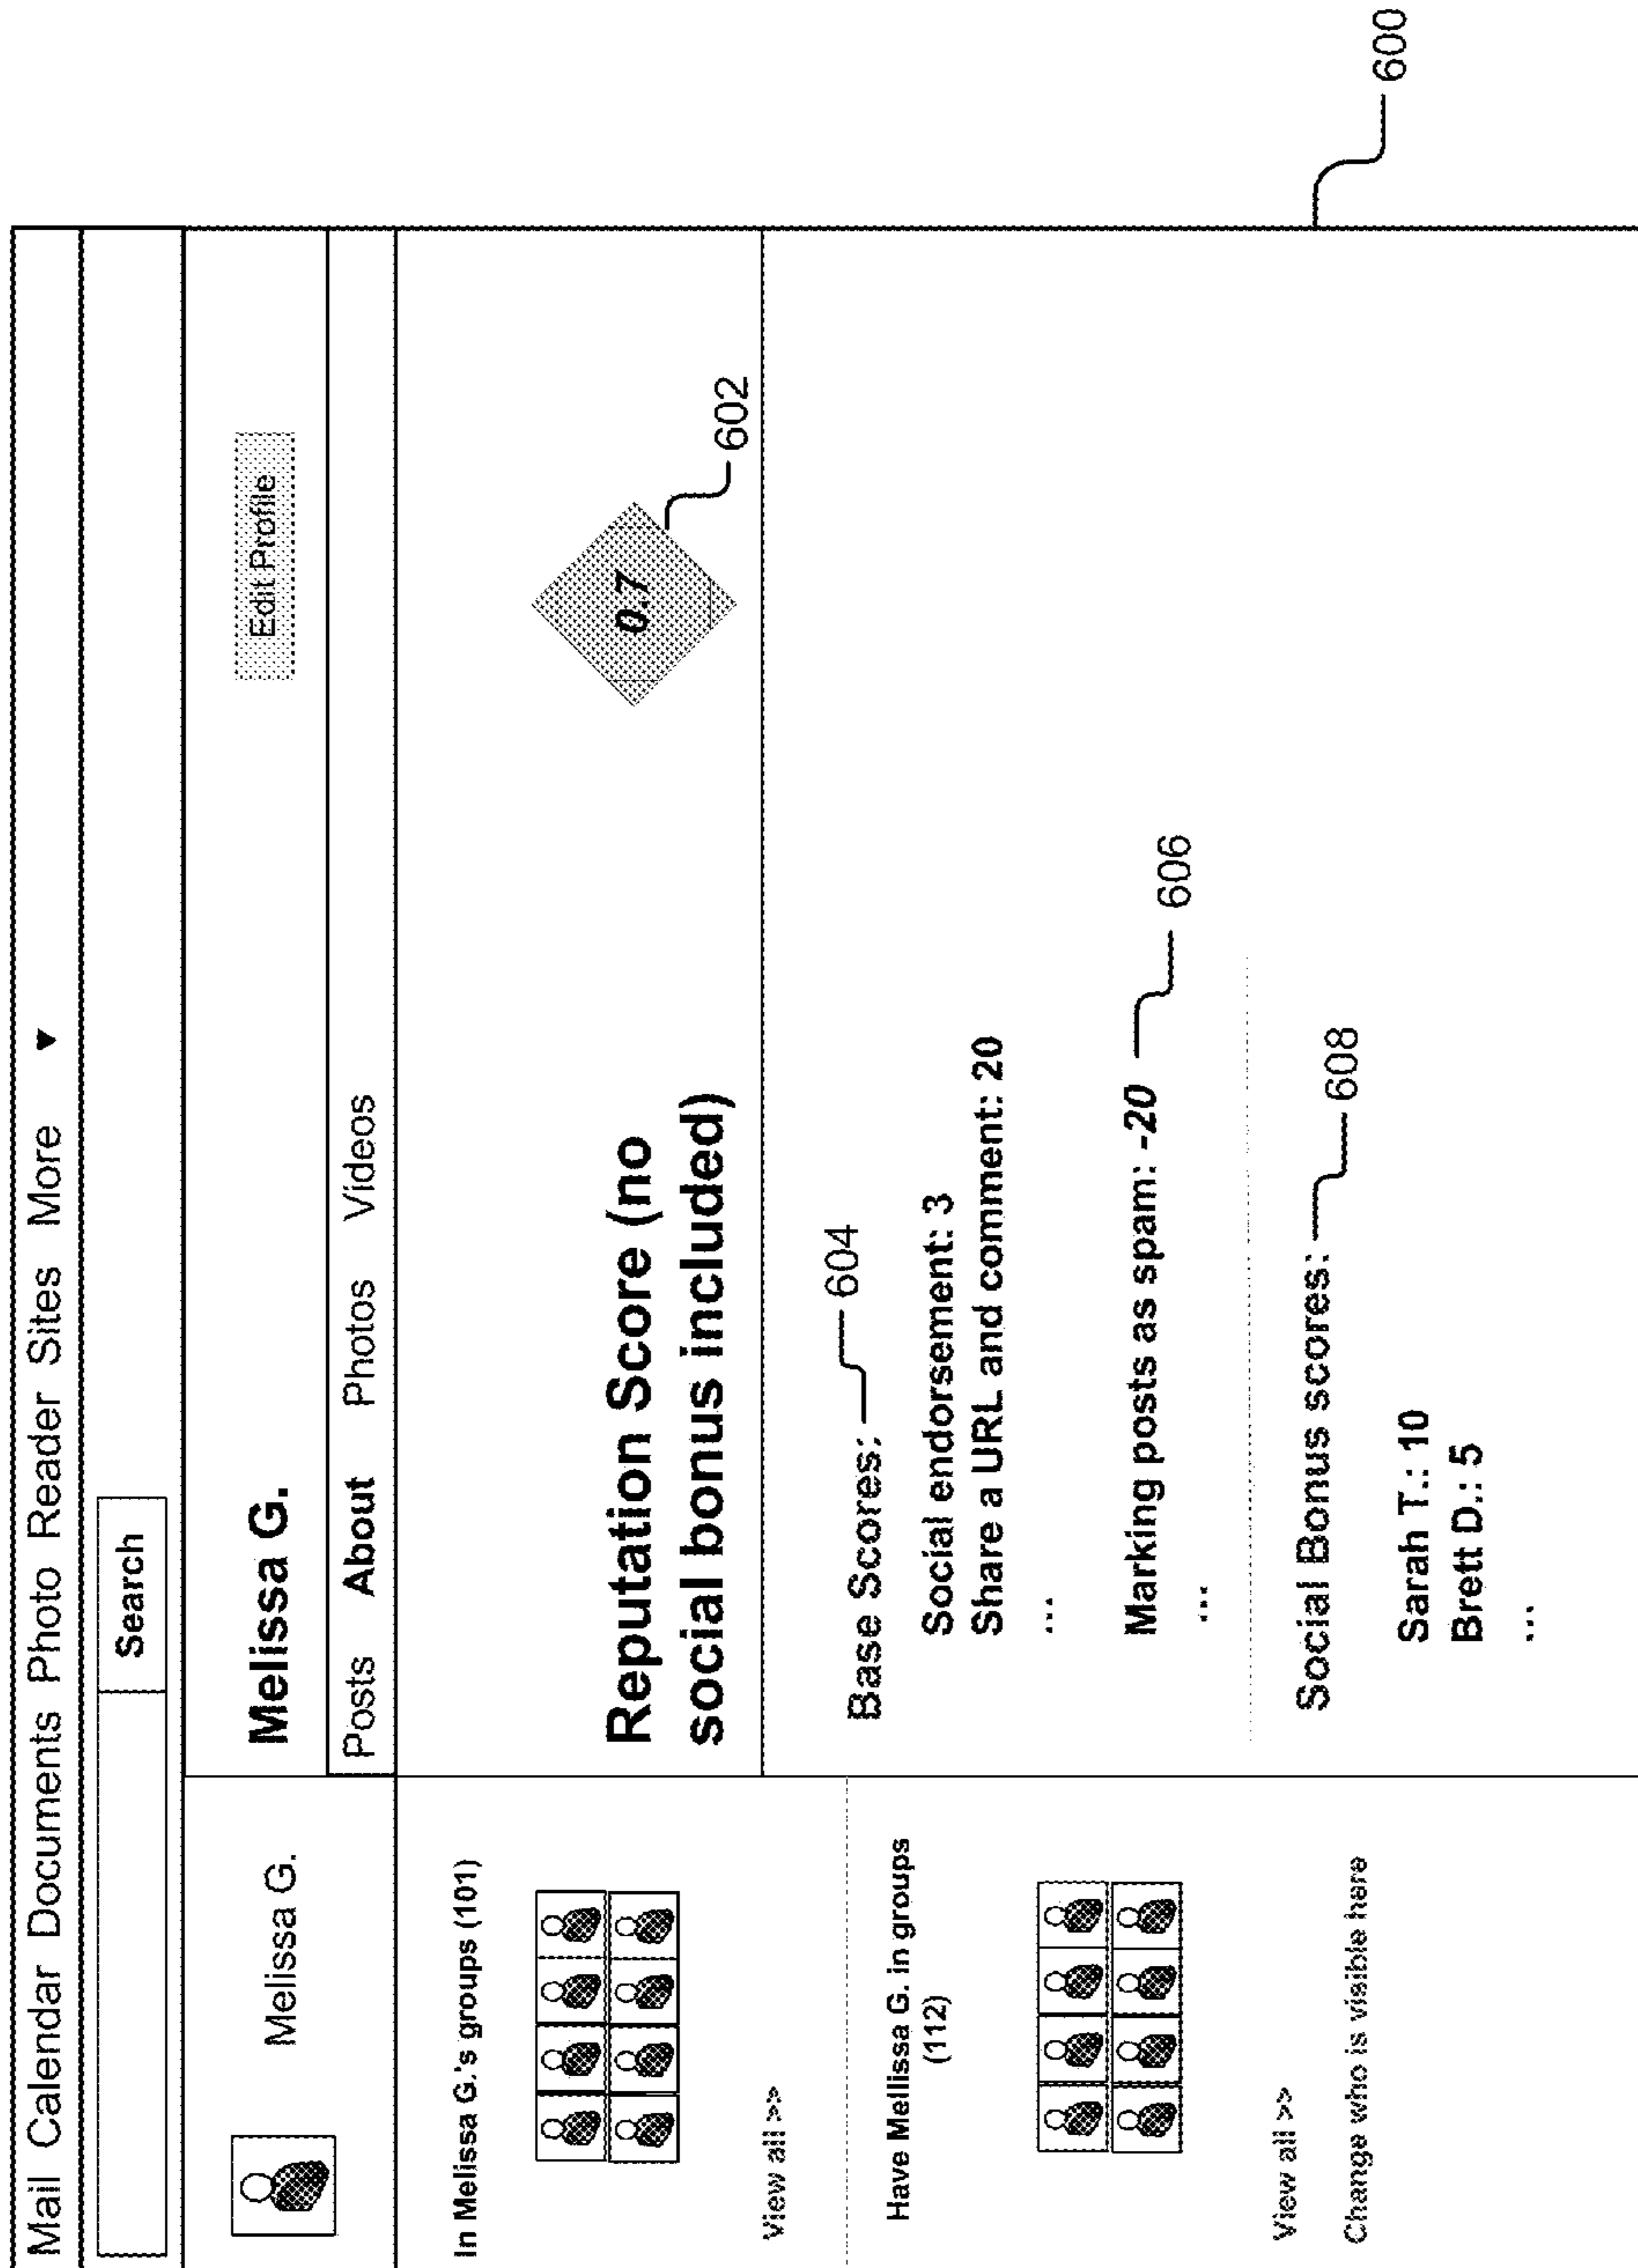 Mail Calendar Documents Photo Reader Sites More ▼
Search
Melissa G.
In Melissa G.'s groups (101)
View all >>
Have Mellissa G. in groups
(112)
View all >>
Change who is visible here
Melissa G.
Edit Profile
Posts About Photos Videos
Reputation Score (no
social bonus included)
0.7
602
Base Scores: 604
Social endorsement: 3
Share a URL and comment: 20
...
Marking posts as spam: -20 606
...
Social Bonus scores: 608
Sarah T.: 10
Brett D.: 5
...
600